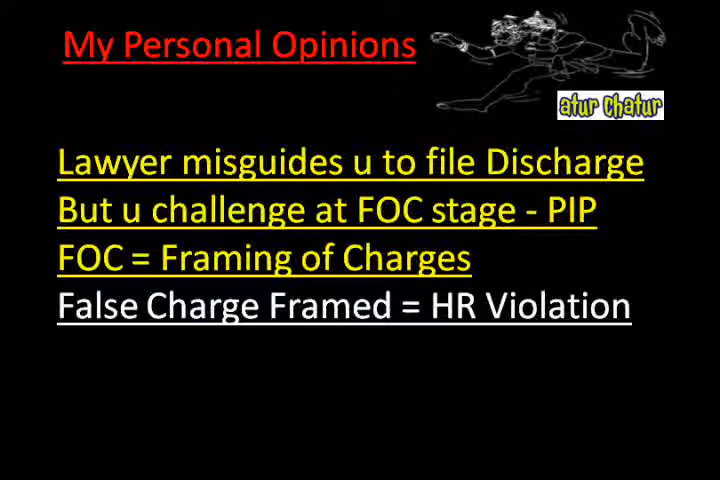 My Personal Opinions
atur chatur
Lawyer misguides u to file Discharge
But u challenge at FOC stage - PIP
FOC = Framing of Charges
False Charge Framed = HR Violation